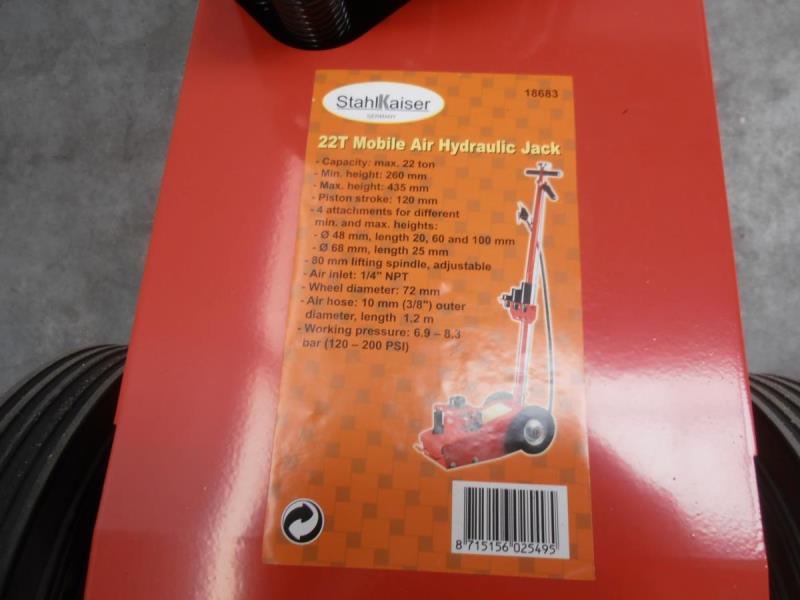 StahlKaiser
GERMANY
18683
22T Mobile Air Hydraulic Jack
- Capacity: max. 22 ton
- Min. height: 260 mm
- Max. height: 435 mm
- Piston stroke: 120 mm
- 4 attachments for different
min. and max. heights:
- Ø 48 mm, length 20, 60 and 100 mm
- Ø 68 mm, length 25 mm
- 80 mm lifting spindle, adjustable
- Air inlet: 1/4" NPT
- Wheel diameter: 72 mm
- Air hose: 10 mm (3/8") outer
diameter, length 1,2 m
- Working pressure: 6.9 – 8.3
bar (120 – 200 PSI)
8 715156 025495